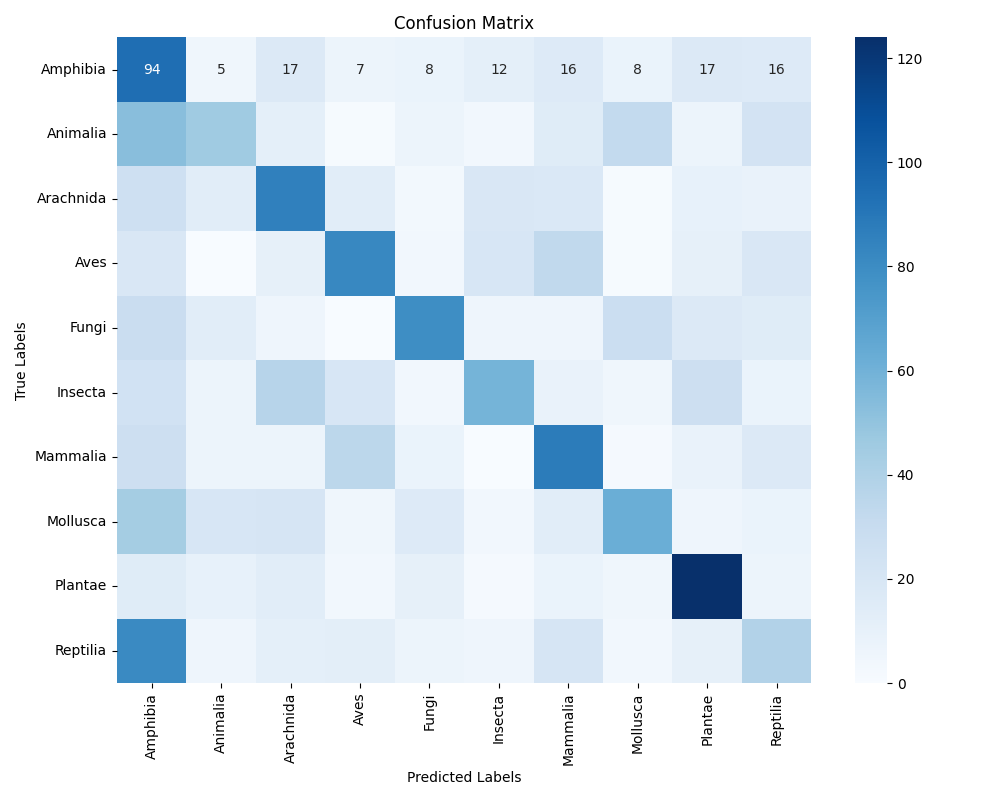 Confusion Matrix
True Labels
Amphibia 94 5 17 7 8 12 16 8 17 16
Animalia
Arachnida
Aves
Fungi
Insecta
Mammalia
Mollusca
Plantae
Reptilia
Amphibia Animalia Arachnida Aves Fungi Insecta Mammalia Mollusca Plantae Reptilia
Predicted Labels
120
100
80
60
40
20
0